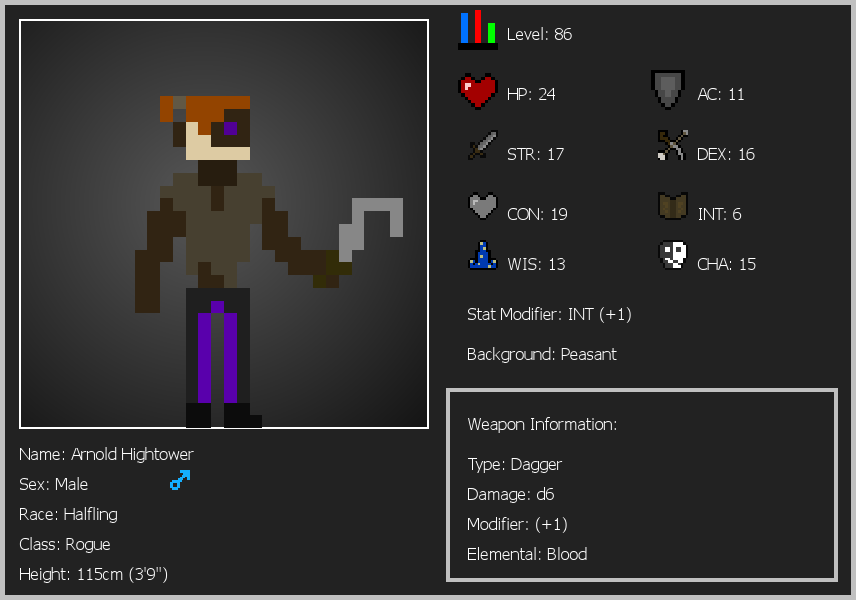 Level: 86
HP: 24
AC: 11
STR: 17
DEX: 16
CON: 19
INT: 6
WIS: 13
CHA: 15
Stat Modifier: INT (+1)
Background: Peasant
Weapon Information:
Type: Dagger
Damage: d6
Modifier: (+1)
Elemental: Blood
Name: Arnold Hightower
Sex: Male
Race: Halfling
Class: Rogue
Height: 115cm (3'9")